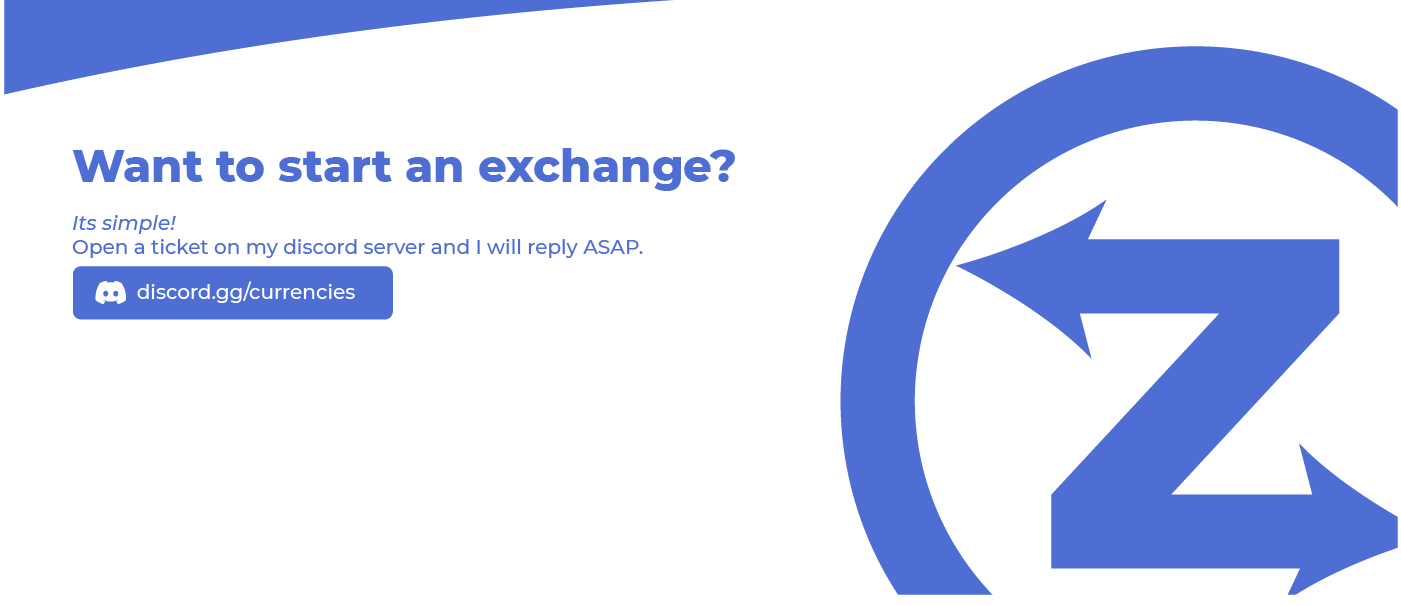 Want to start an exchange?
Its simple!
Open a ticket on my discord server and I will reply ASAP.
discord.gg/currencies
Z